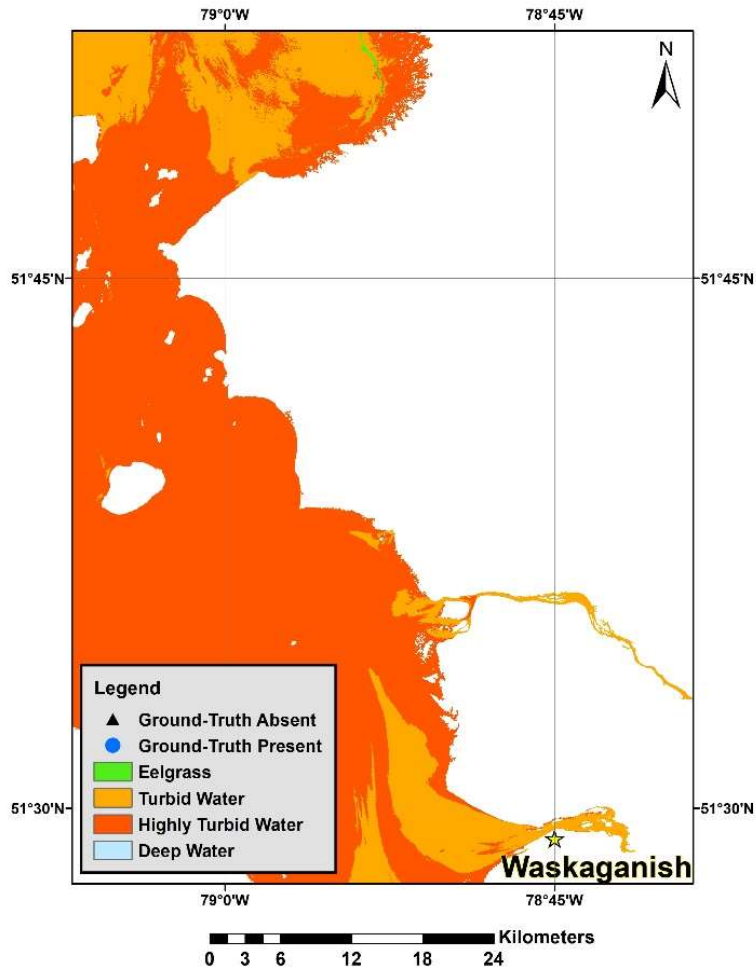 79°0'W 78°45'W
N
51°45'N 51°45'N
Legend
Ground-Truth Absent
Ground-Truth Present
Eelgrass
Turbid Water
Highly Turbid Water
Deep Water
51°30'N 51°30'N
Waskaganish
79°0'W 78°45'W
Kilometers
0 3 6 12 18 24